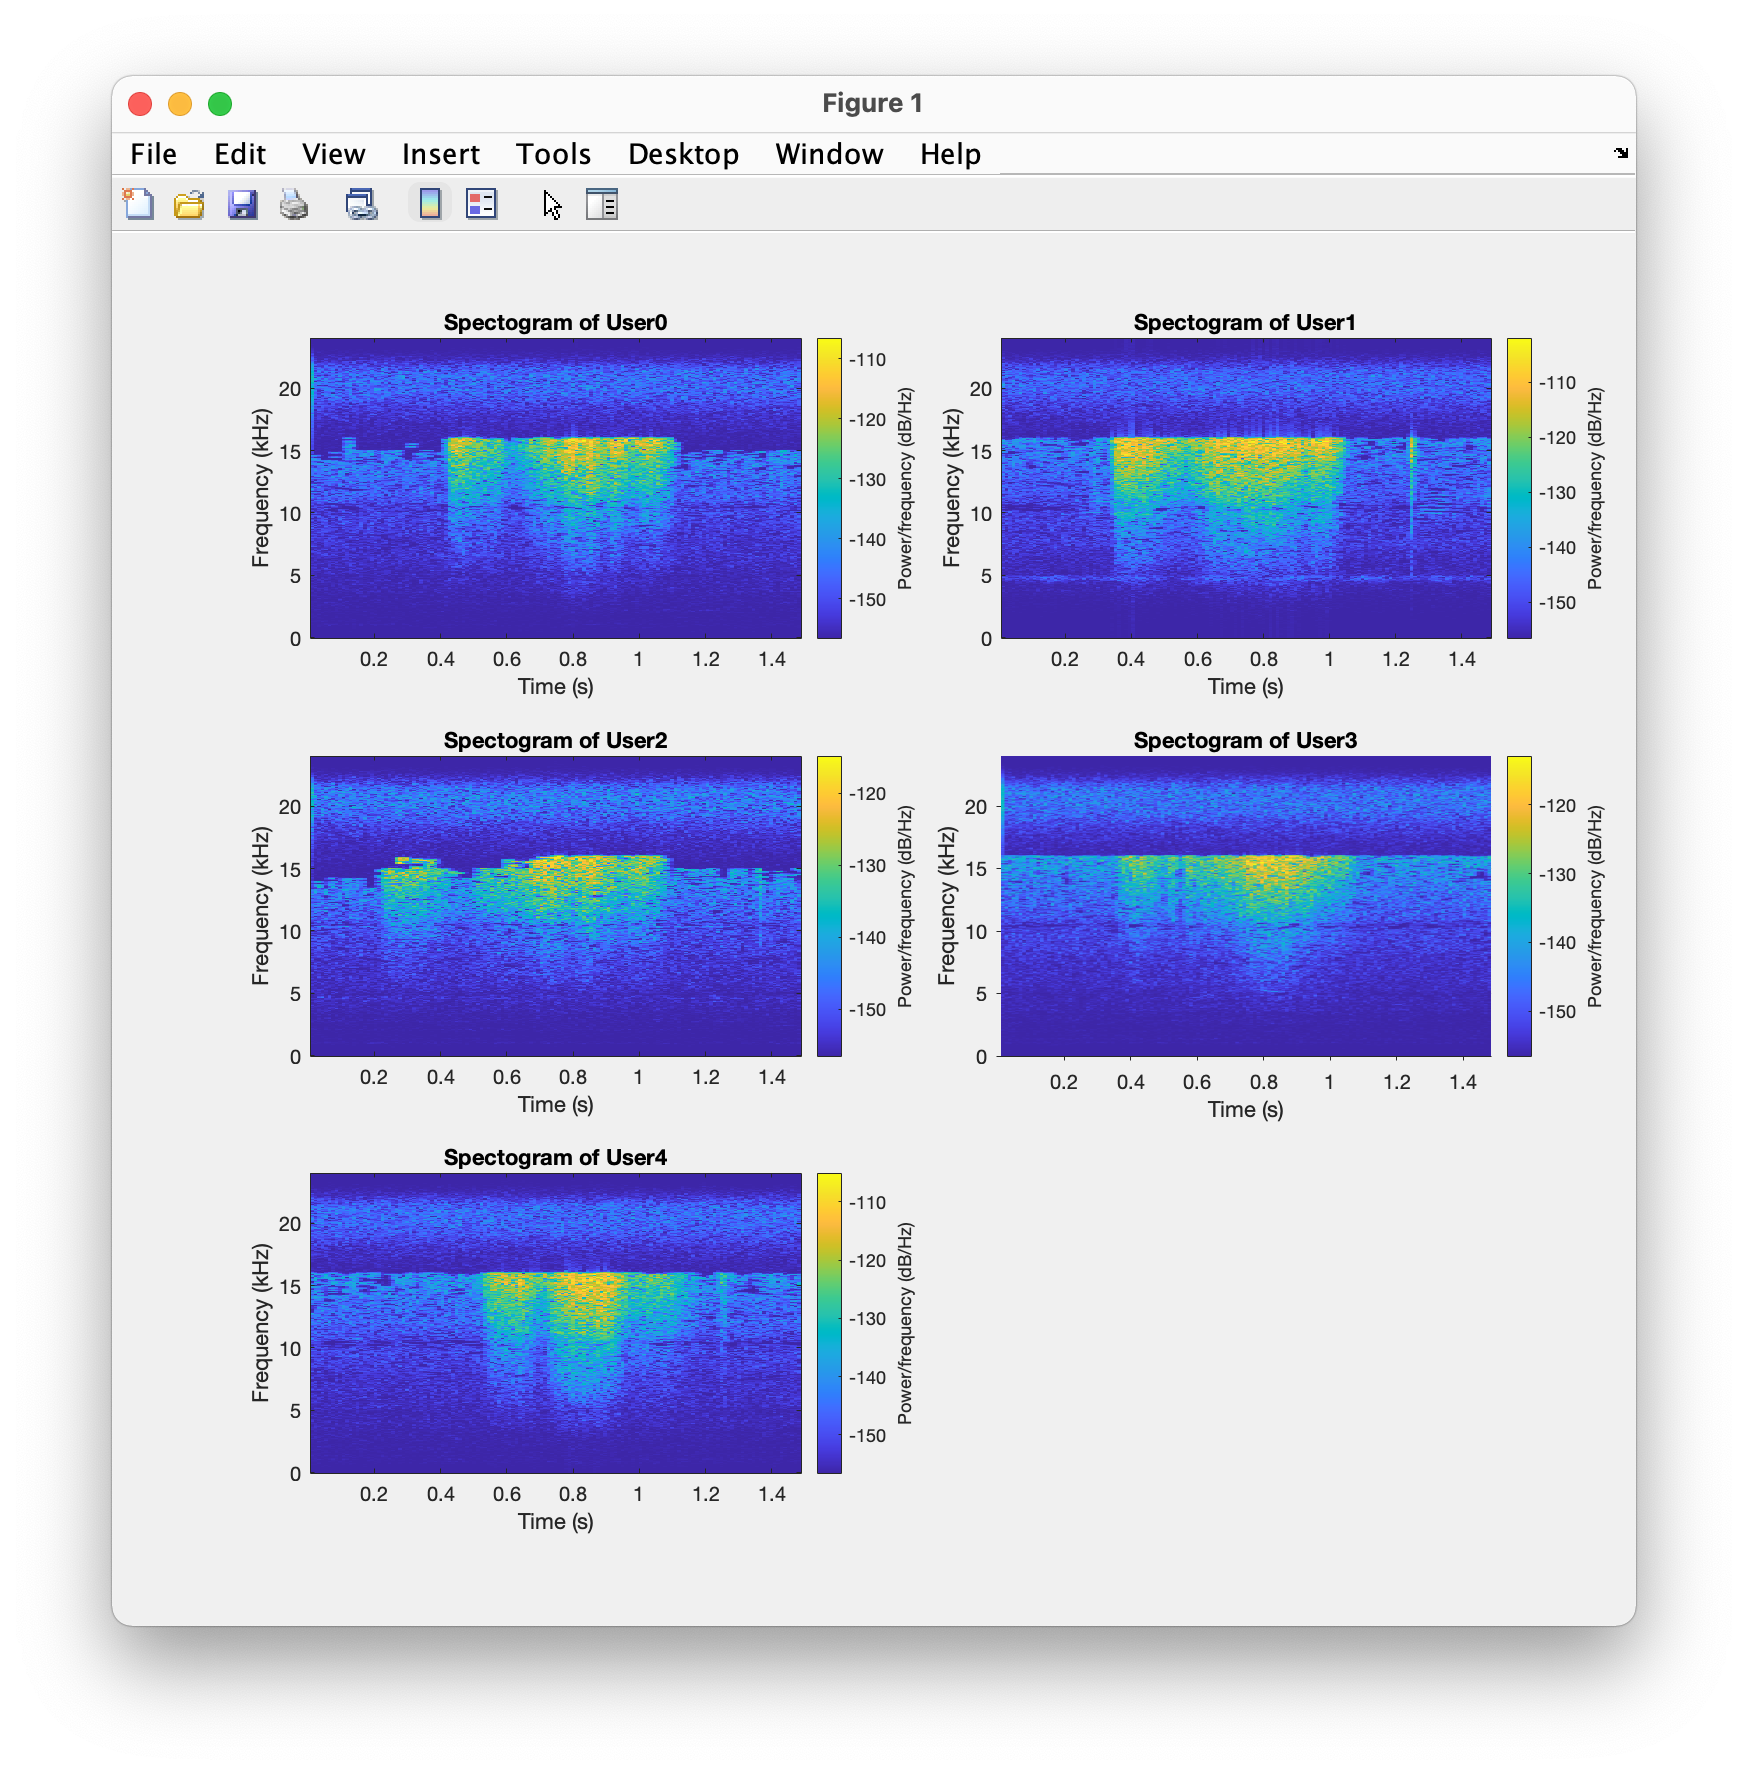 Figure 1
File Edit View Insert Tools Desktop Window Help
Spectogram of User0
Frequency (kHz)
20
15
10
5
0
0.2 0.4 0.6 0.8 1 1.2 1.4
Time (s)
-110
-120
-130
-140
-150
Power/frequency (dB/Hz)
Spectogram of User1
Frequency (kHz)
20
15
10
5
0
0.2 0.4 0.6 0.8 1 1.2 1.4
Time (s)
-110
-120
-130
-140
-150
Power/frequency (dB/Hz)
Spectogram of User2
Frequency (kHz)
20
15
10
5
0
0.2 0.4 0.6 0.8 1 1.2 1.4
Time (s)
-120
-130
-140
-150
Power/frequency (dB/Hz)
Spectogram of User3
Frequency (kHz)
20
15
10
5
0
0.2 0.4 0.6 0.8 1 1.2 1.4
Time (s)
-120
-130
-140
-150
Power/frequency (dB/Hz)
Spectogram of User4
Frequency (kHz)
20
15
10
5
0
0.2 0.4 0.6 0.8 1 1.2 1.4
Time (s)
-110
-120
-130
-140
-150
Power/frequency (dB/Hz)